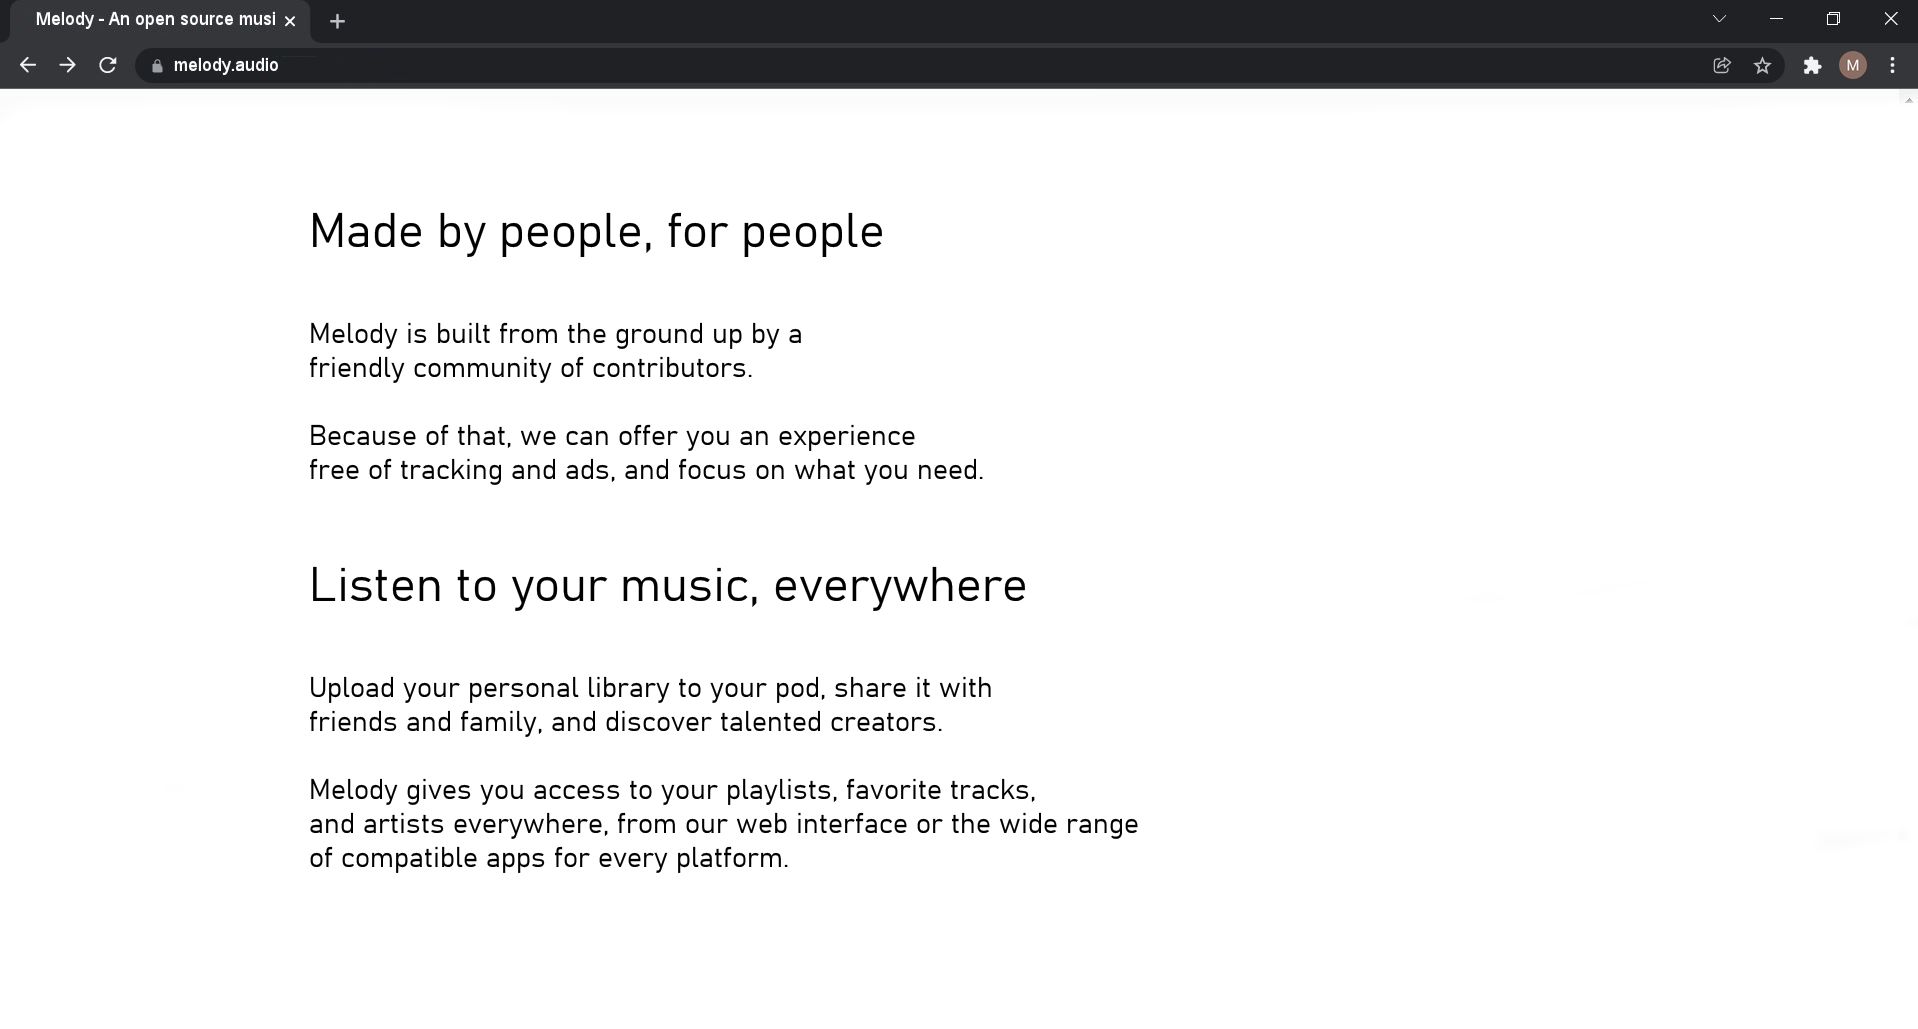 Melody - An open source musi
melody.audio
M
Made by people, for people
Melody is built from the ground up by a
friendly community of contributors.
Because of that, we can offer you an experience
free of tracking and ads, and focus on what you need.
Listen to your music, everywhere
Upload your personal library to your pod, share it with
friends and family, and discover talented creators.
Melody gives you access to your playlists, favorite tracks,
and artists everywhere, from our web interface or the wide range
of compatible apps for every platform.